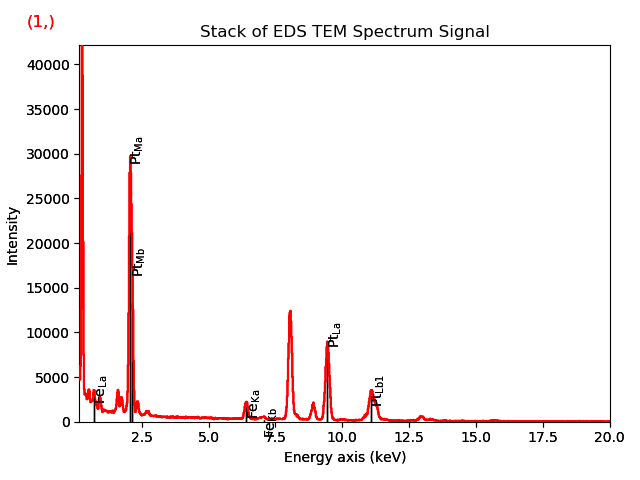 (1,)
Stack of EDS TEM Spectrum Signal
40000
35000
30000
25000
20000
15000
10000
5000
0
Intensity
Pt_Ma
Pt_Mb
Fe_La
Fe_Ka
Fe_Kb
Pt_La
Pt_Lb1
2.5
5.0
7.5
10.0
12.5
15.0
17.5
20.0
Energy axis (keV)